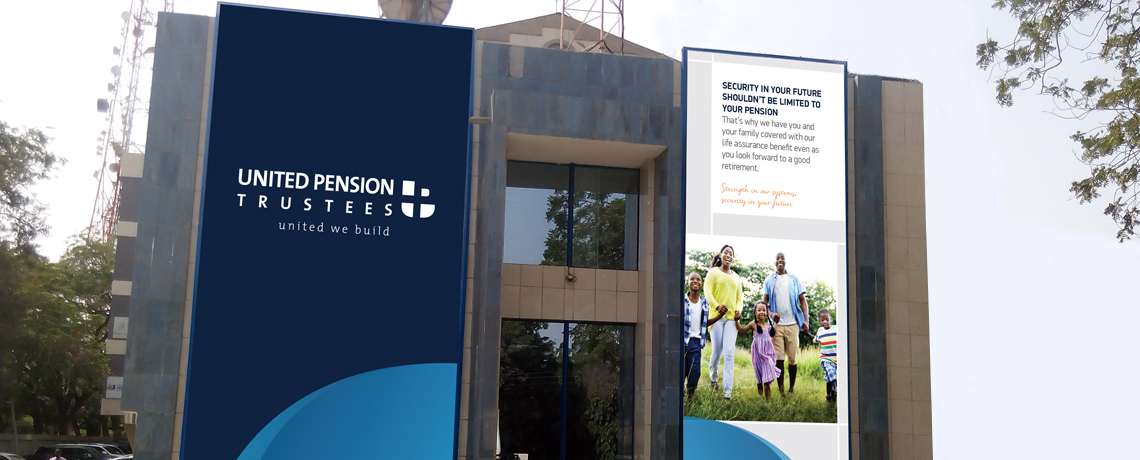 UNITED PENSION
TRUSTEES
united we build
SECURITY IN YOUR FUTURE
SHOULDN'T BE LIMITED TO
YOUR PENSION
That's why we have you and
your family covered with our
life assurance benefit even as
you look forward to a good
retirement.
Strength in our systems;
security in your future.